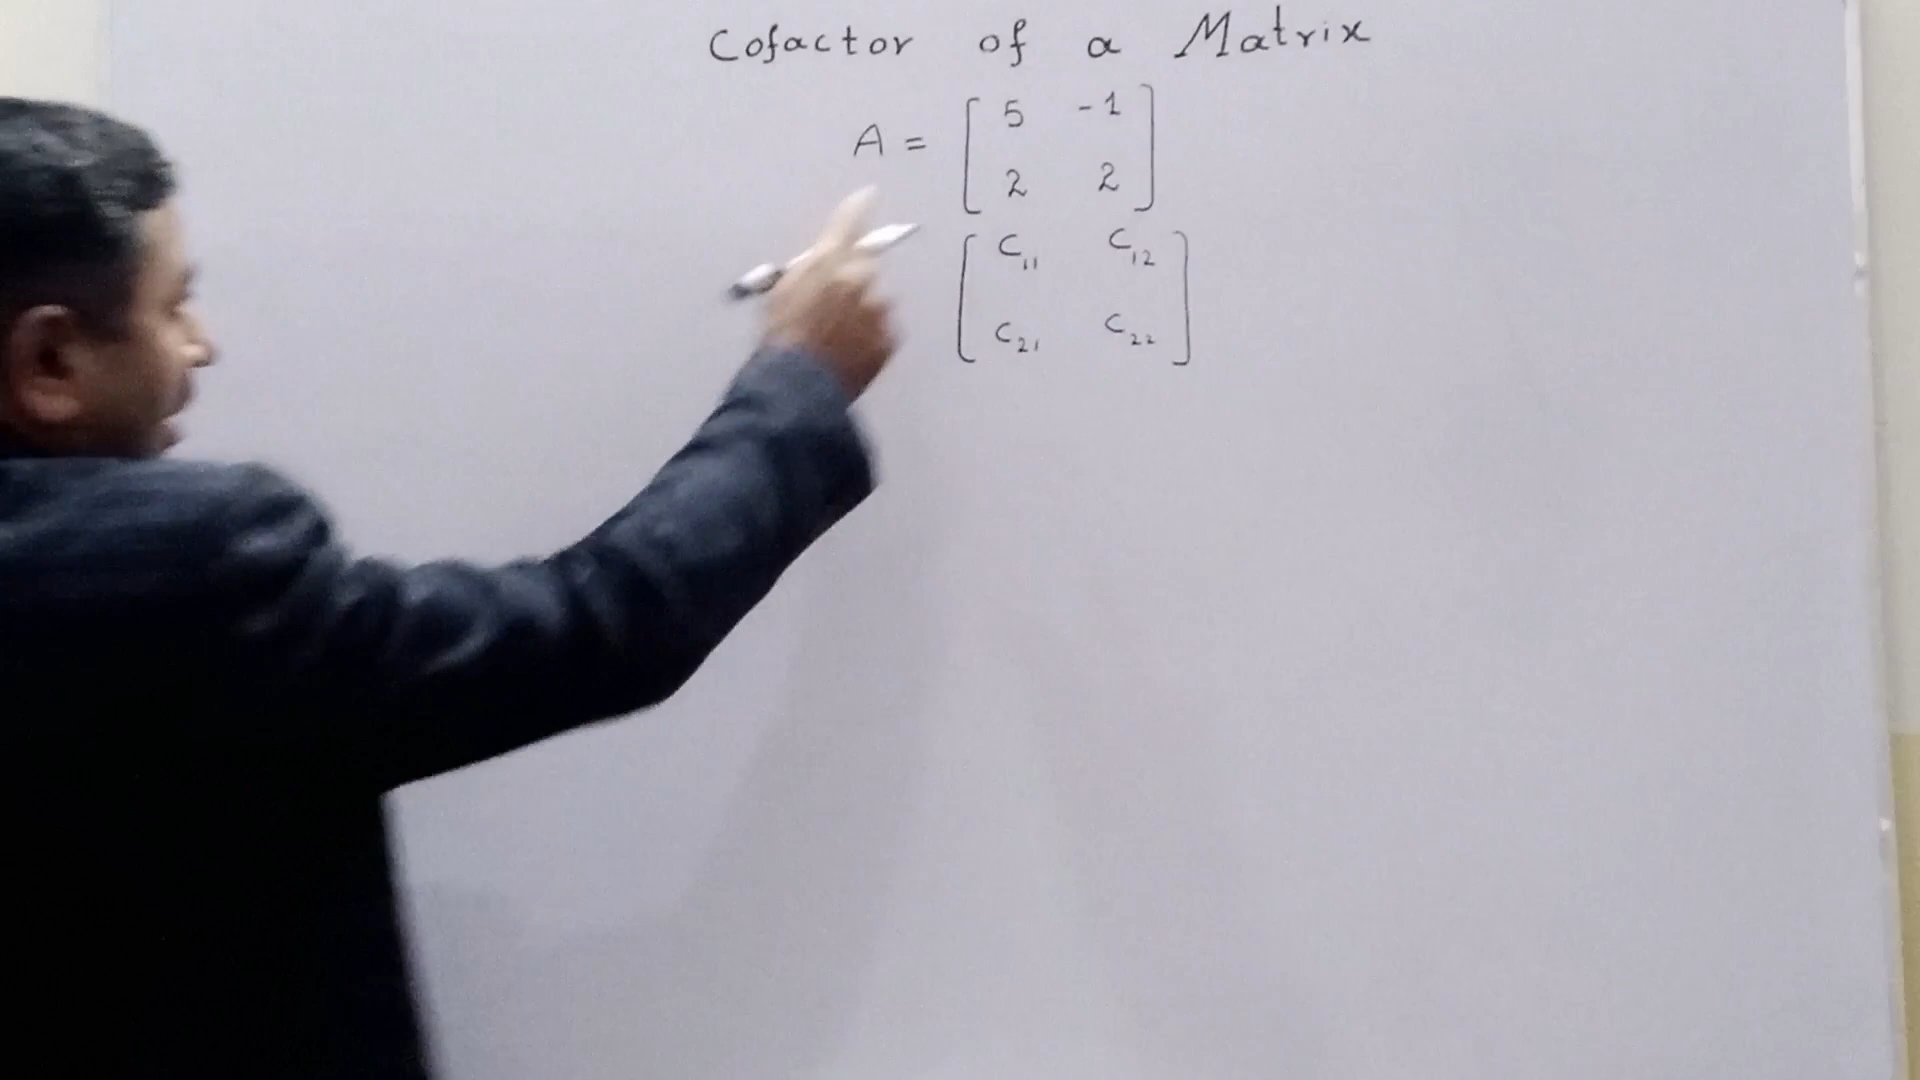 Cofactor of a Matrix
A = [ 5 -1
2 2 ]
[ C₁₁ C₁₂
C₂₁ C₂₂ ]